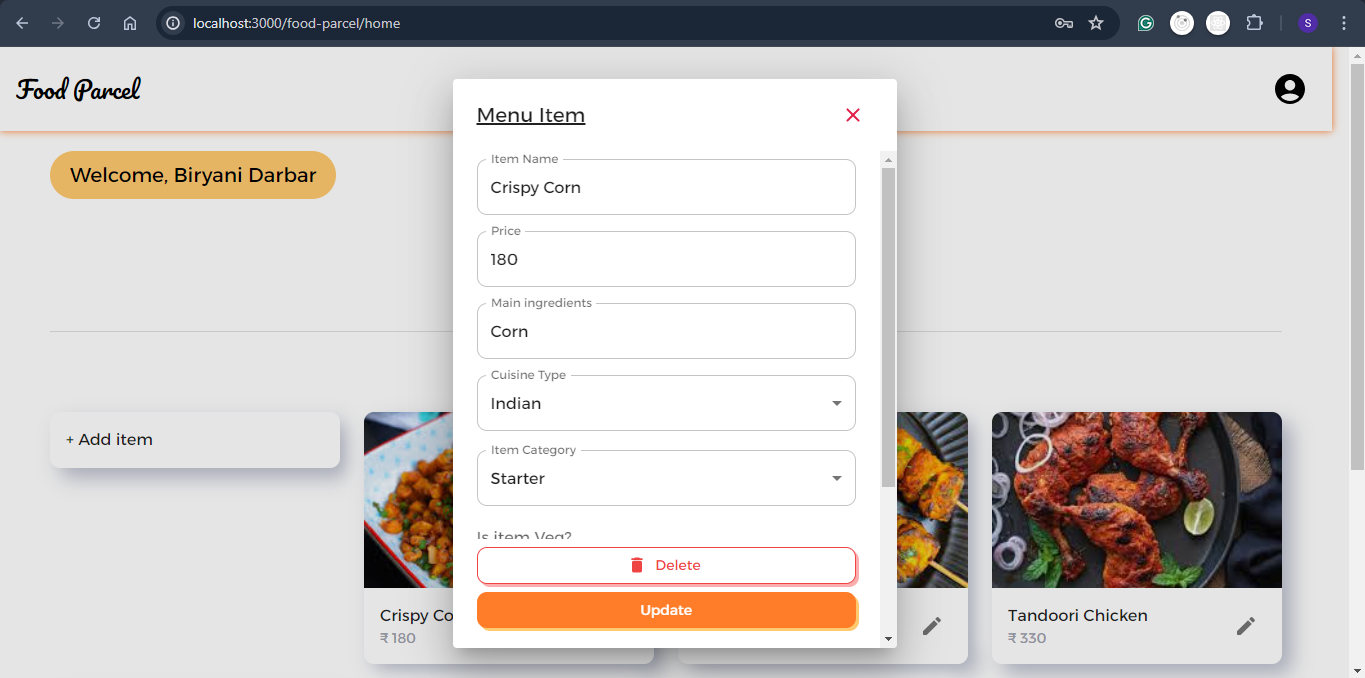 localhost:3000/food-parcel/home
S
Food Parcel
Welcome, Biryani Darbar
Menu Item
Item Name
Crispy Corn
Price
180
Main ingredients
Corn
Cuisine Type
Indian
Item Category
Starter
Is item Veg?
Delete
Update
+ Add item
Crispy Co
₹ 180
Tandoori Chicken
₹ 330